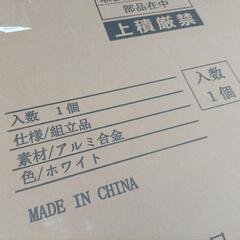 部品在中
上積厳禁
入数 1個
仕様/組立品
素材/アルミ合金
色/ホワイト
MADE IN CHINA
入数
1個